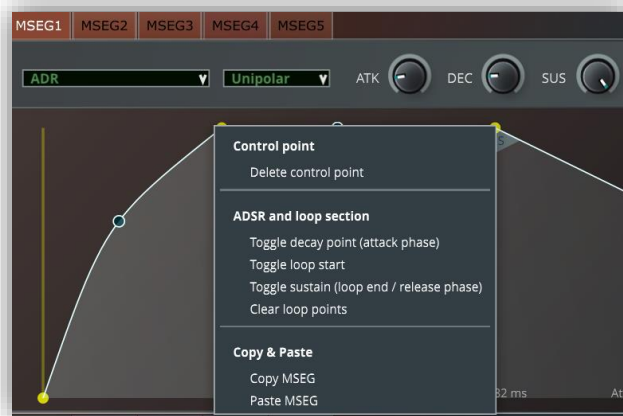 MSEG1 MSEG2 MSEG3 MSEG4 MSEG5
ADR Unipolar ATK DEC SUS
Control point
Delete control point
S
ADSR and loop section
Toggle decay point (attack phase)
Toggle loop start
Toggle sustain (loop end / release phase)
Clear loop points
Copy & Paste
Copy MSEG
Paste MSEG
ms
At